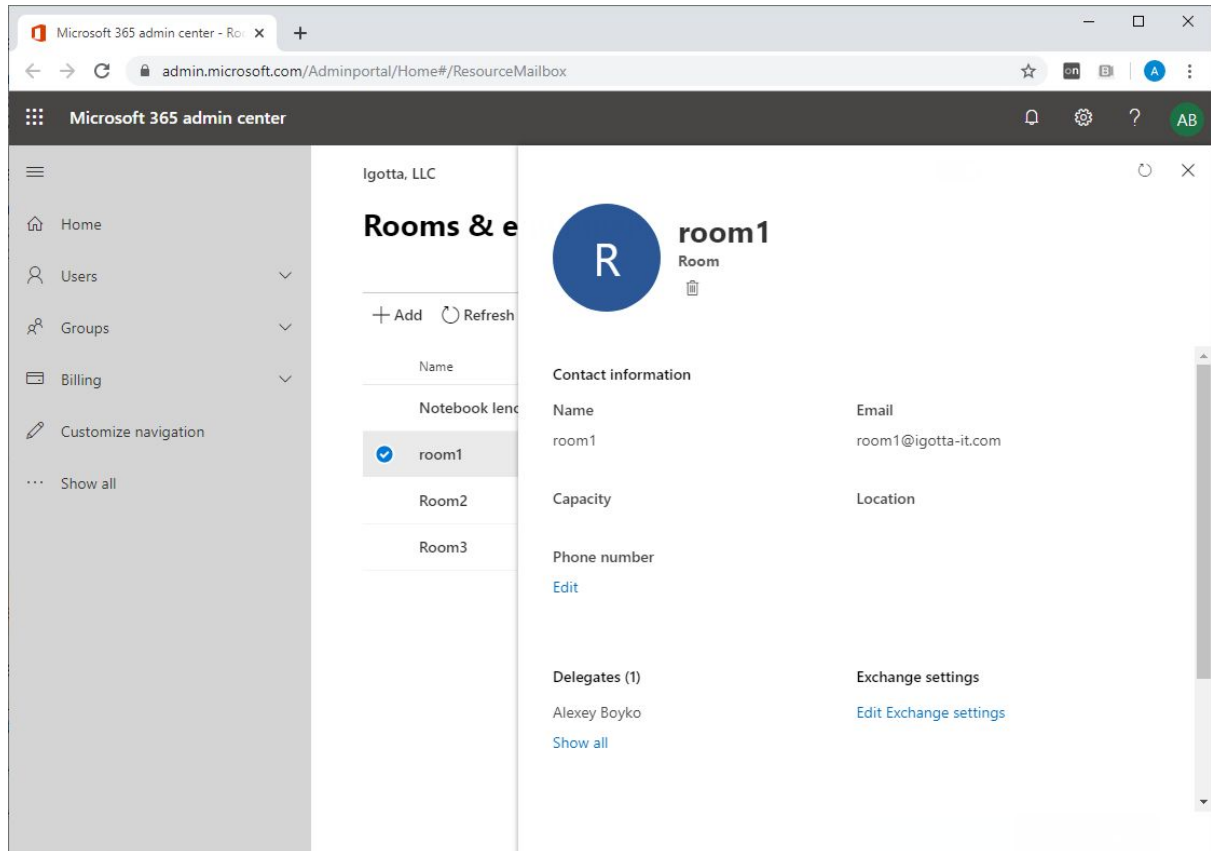 Microsoft 365 admin center - Ro
admin.microsoft.com/Adminportal/Home#/ResourceMailbox
on
A
Microsoft 365 admin center
?
AB
Home
Users
Groups
Billing
Customize navigation
Show all
Igotta, LLC
Rooms & e
Add
Refresh
Name
Notebook lenc
room1
Room2
Room3
R
room1
Room
Contact information
Name
Email
room1
room1@igotta-it.com
Capacity
Location
Phone number
Edit
Delegates (1)
Exchange settings
Alexey Boyko
Edit Exchange settings
Show all